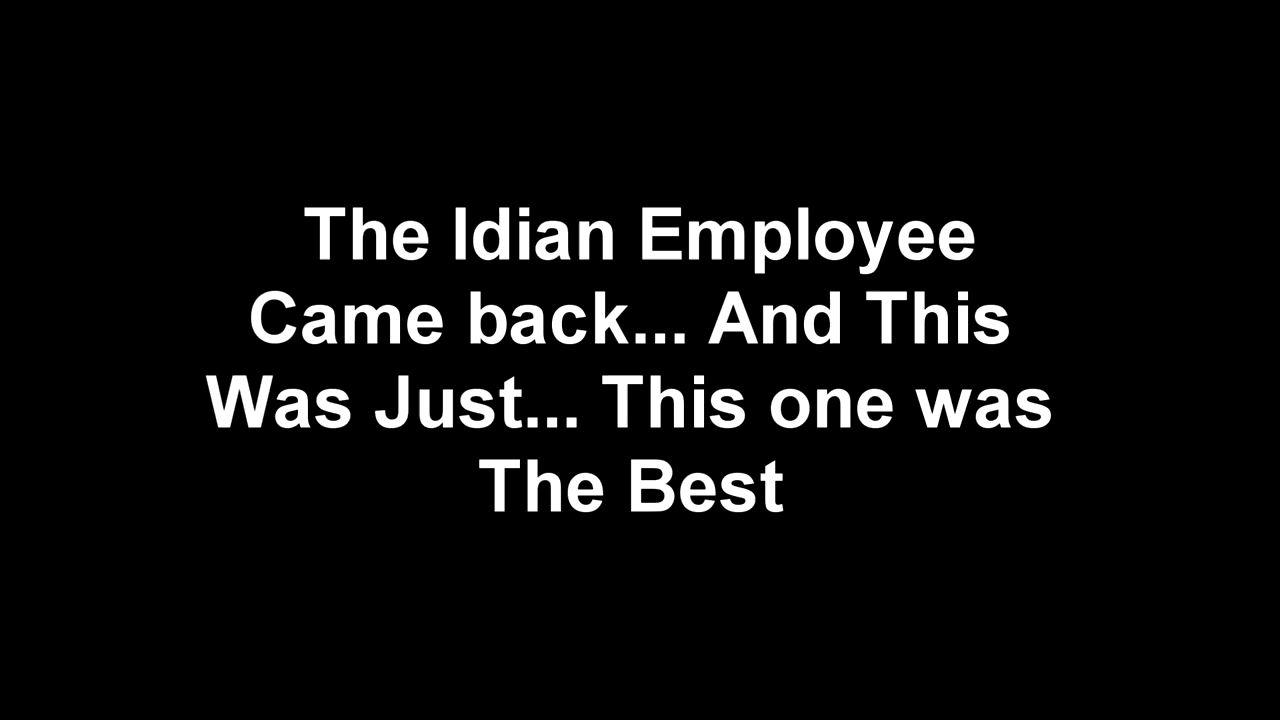 The Idian Employee
Came back... And This
Was Just... This one was
The Best